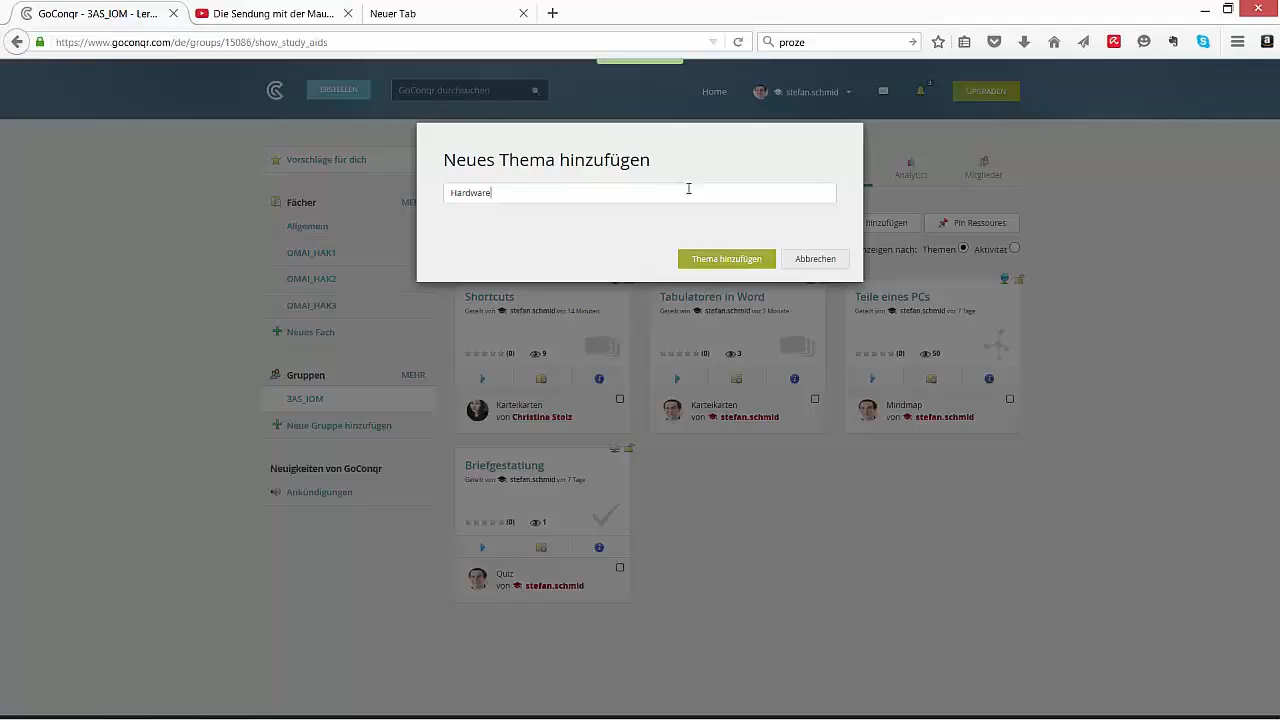 GoConqr - 3AS_IOM - Ler...
Die Sendung mit der Mau...
Neuer Tab
https://www.goconqr.com/de/groups/15086/show_study_aids
proze
ERSTELLEN
GoConqr durchsuchen
Home
stefan.schmid
3
UPGRADEN
Neues Thema hinzufügen
Hardware
Thema hinzufügen
Abbrechen
Vorschläge für dich
Fächer
Allgemein
OMAI_HAK1
OMAI_HAK2
OMAI_HAK3
Neues Fach
Gruppen
MEHR
3AS_IOM
Neue Gruppe hinzufügen
Neuigkeiten von GoConqr
Ankündigungen
Analytics
Mitglieder
hinzufügen
Pin Ressoures
nzeigen nach: Themen
Aktivität
Shortcuts
Geteilt von stefan.schmid vor 14 Minuten
(0) 9
Karteikarten
von Christina Stolz
Tabulatoren in Word
Geteilt von stefan.schmid vor 7 Monate
(0) 3
Karteikarten
von stefan.schmid
Teile eines PCs
Geteilt von stefan.schmid vor 7 Tage
(0) 50
Mindmap
von stefan.schmid
Briefgestatlung
Geteilt von stefan.schmid vor 7 Tage
(0) 1
Quiz
von stefan.schmid